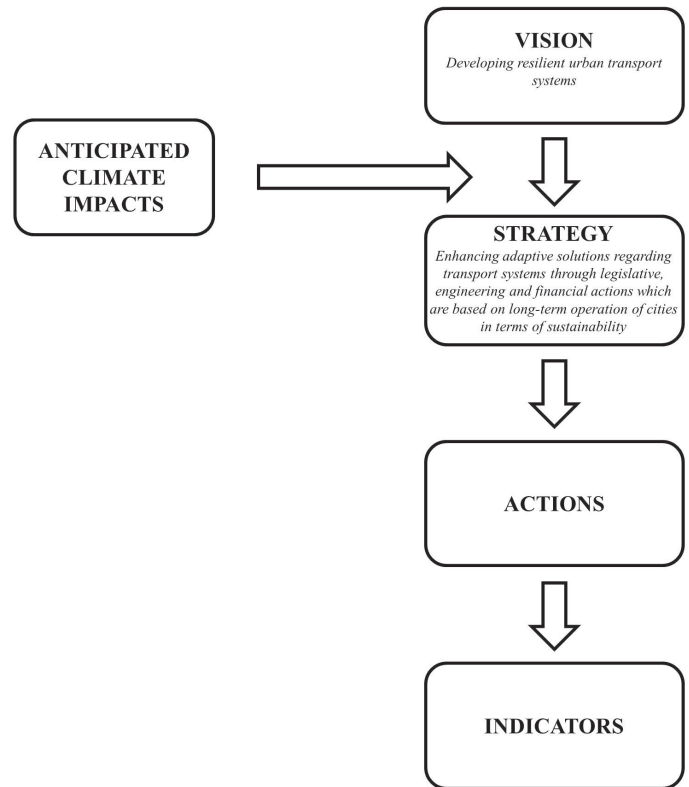 VISION
Developing resilient urban transport
systems
ANTICIPATED
CLIMATE
IMPACTS
STRATEGY
Enhancing adaptive solutions regarding
transport systems through legislative,
engineering and financial actions which
are based on long-term operation of cities
in terms of sustainability
ACTIONS
INDICATORS